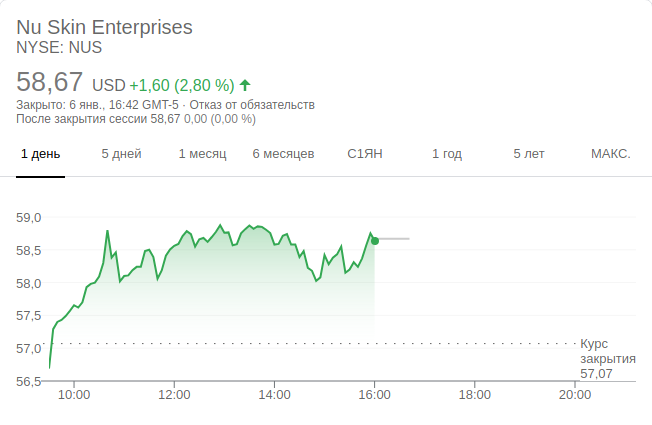 Nu Skin Enterprises
NYSE: NUS
58,67 USD +1,60 (2,80 %)
Закрыто: 6 янв., 16:42 GMT-5 · Отказ от обязательств
После закрытия сессии 58,67 0,00 (0,00 %)
1 день 5 дней 1 месяц 6 месяцев С1ЯН 1 год 5 лет МАКС.
59,0
58,5
58,0
57,5
57,0
56,5
Курс
закрытия
57,07
10:00 12:00 14:00 16:00 18:00 20:00